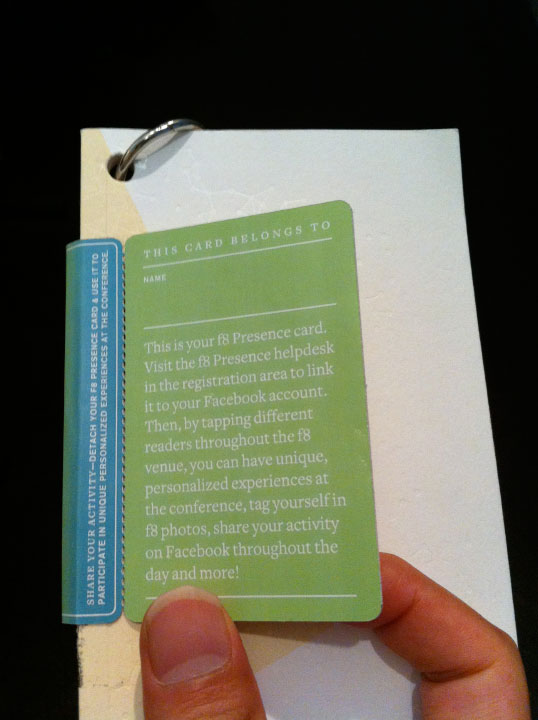 SHARE YOUR ACTIVITY—DETACH YOUR F8 PRESENCE CARD & USE IT TO
PARTICIPATE IN UNIQUE PERSONALIZED EXPERIENCES AT THE CONFERENCE.
THIS CARD BELONGS TO
NAME
This is your f8 Presence card.
Visit the f8 Presence helpdesk
in the registration area to link
it to your Facebook account.
Then, by tapping different
readers throughout the f8
venue, you can have unique,
personalized experiences at
the conference, tag yourself in
f8 photos, share your activity
on Facebook throughout the
day and more!